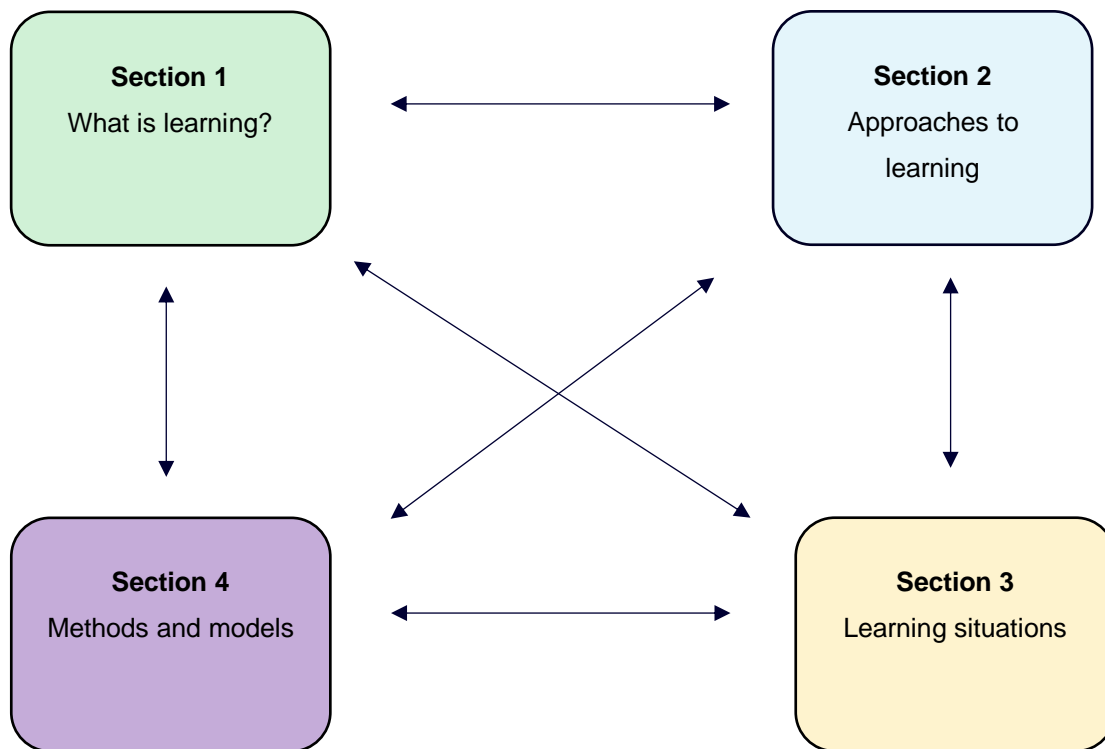 Section 1
What is learning?
Section 2
Approaches to
learning
Section 4
Methods and models
Section 3
Learning situations